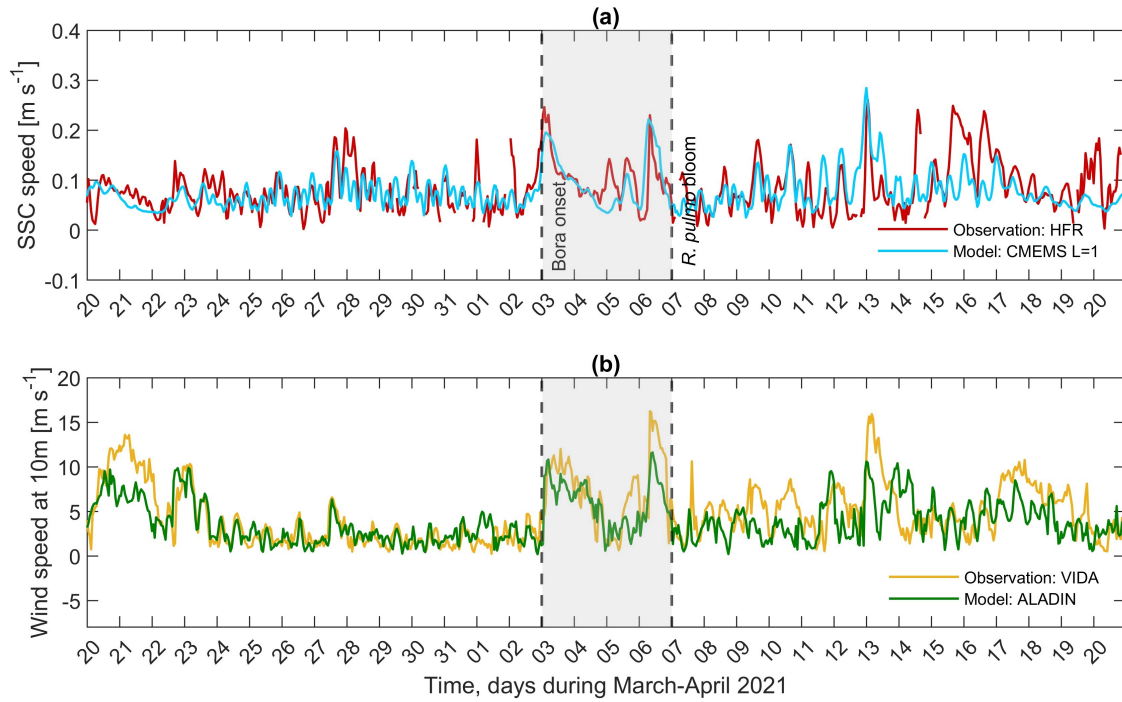 (a)
SSC speed [m s⁻¹]
0.4
0.3
0.2
0.1
0
-0.1
Bora onset
R. pulmo bloom
Observation: HFR
Model: CMEMS L=1
20 21 22 23 24 25 26 27 28 29 30 31 01 02 03 04 05 06 07 08 09 10 11 12 13 14 15 16 17 18 19 20
(b)
Wind speed at 10m [m s⁻¹]
20
15
10
5
0
-5
Observation: VIDA
Model: ALADIN
20 21 22 23 24 25 26 27 28 29 30 31 01 02 03 04 05 06 07 08 09 10 11 12 13 14 15 16 17 18 19 20
Time, days during March-April 2021